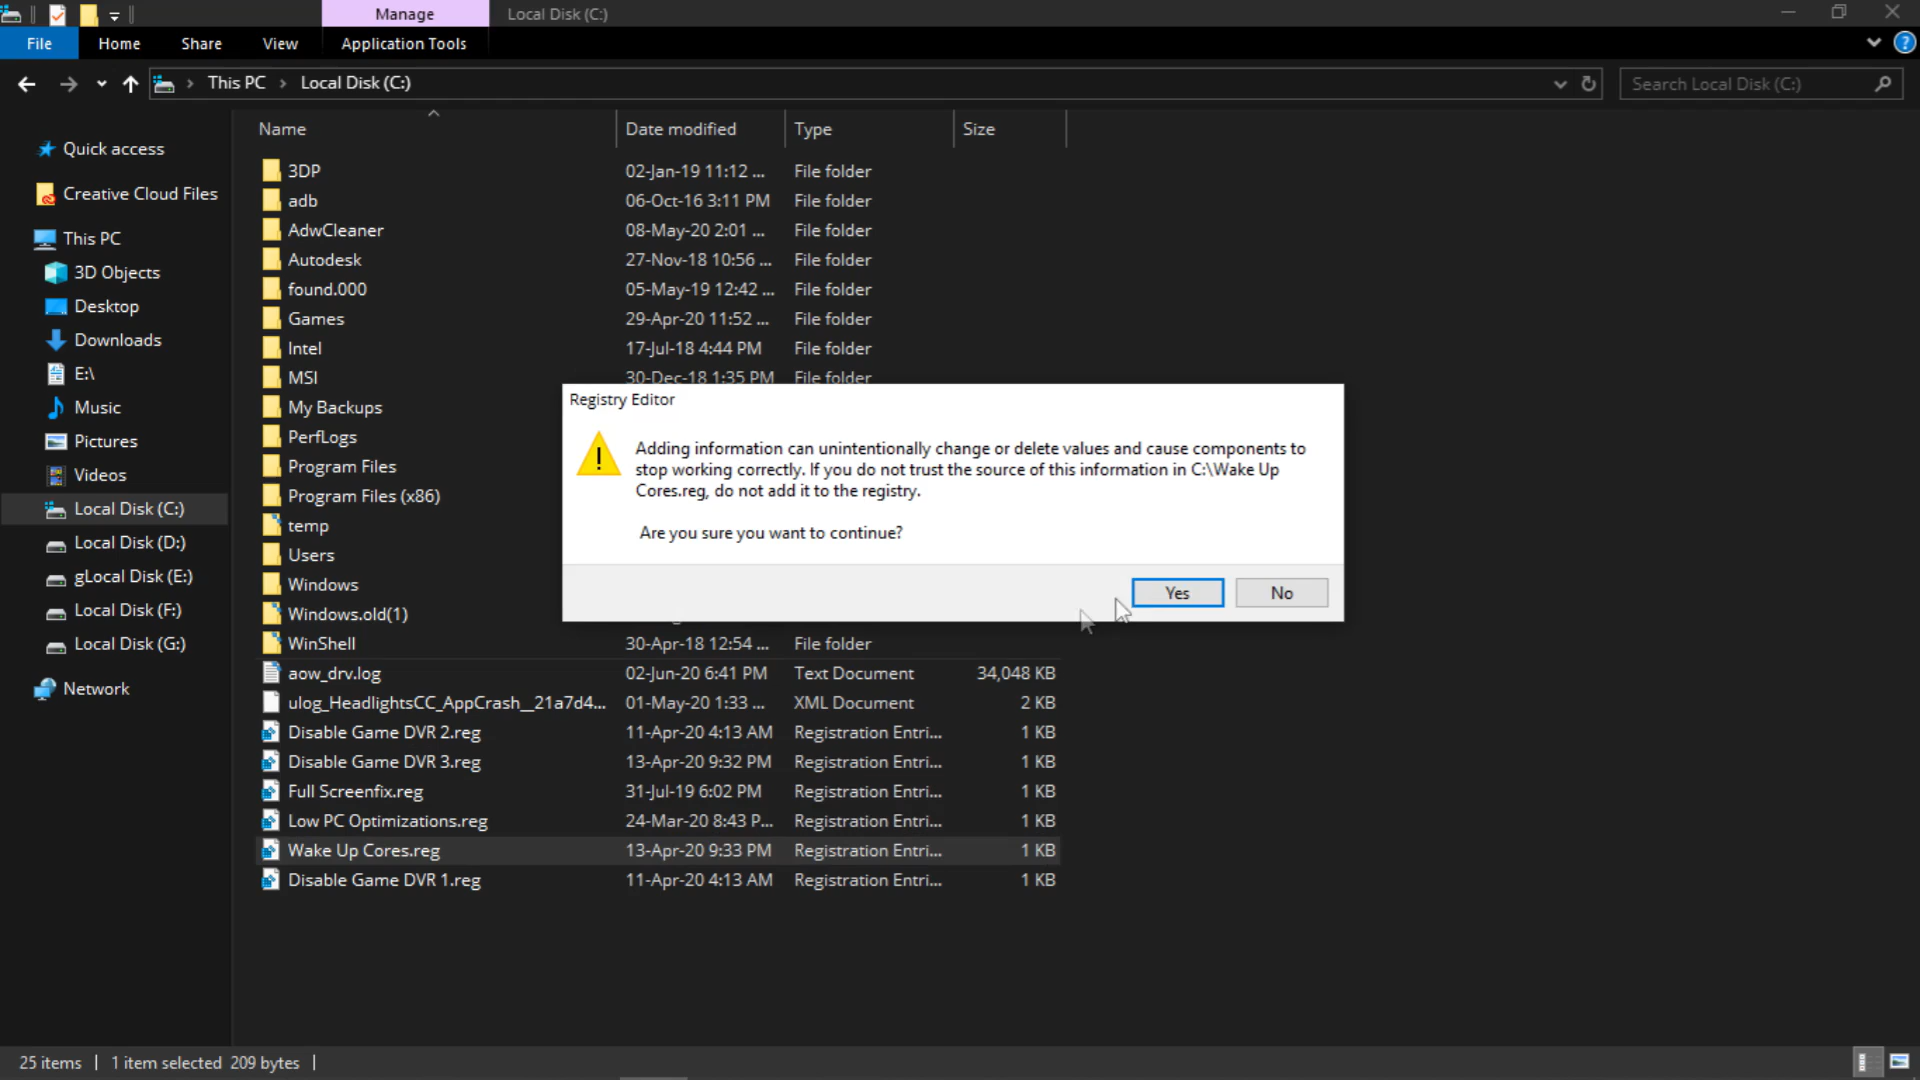 Manage
Local Disk (C:)
File
Home
Share
View
Application Tools
This PC
Local Disk (C:)
Search Local Disk (C:)
Name
Date modified
Type
Size
Quick access
Creative Cloud Files
This PC
3D Objects
Desktop
Downloads
E:\
Music
Pictures
Videos
Local Disk (C:)
Local Disk (D:)
gLocal Disk (E:)
Local Disk (F:)
Local Disk (G:)
Network
3DP 02-Jan-19 11:12 ... File folder
adb 06-Oct-16 3:11 PM File folder
AdwCleaner 08-May-20 2:01 ... File folder
Autodesk 27-Nov-18 10:56 ... File folder
found.000 05-May-19 12:42 ... File folder
Games 29-Apr-20 11:52 ... File folder
Intel 17-Jul-18 4:44 PM File folder
MSI 30-Dec-18 1:35 PM File folder
My Backups
PerfLogs
Program Files
Program Files (x86)
temp
Users
Windows
Windows.old(1)
WinShell 30-Apr-18 12:54 ... File folder
aow_drv.log 02-Jun-20 6:41 PM Text Document 34,048 KB
ulog_HeadlightsCC_AppCrash__21a7d4... 01-May-20 1:33 ... XML Document 2 KB
Disable Game DVR 2.reg 11-Apr-20 4:13 AM Registration Entri... 1 KB
Disable Game DVR 3.reg 13-Apr-20 9:32 PM Registration Entri... 1 KB
Full Screenfix.reg 31-Jul-19 6:02 PM Registration Entri... 1 KB
Low PC Optimizations.reg 24-Mar-20 8:43 P... Registration Entri... 1 KB
Wake Up Cores.reg 13-Apr-20 9:33 PM Registration Entri... 1 KB
Disable Game DVR 1.reg 11-Apr-20 4:13 AM Registration Entri... 1 KB
Registry Editor
Adding information can unintentionally change or delete values and cause components to
stop working correctly. If you do not trust the source of this information in C:\Wake Up
Cores.reg, do not add it to the registry.
Are you sure you want to continue?
Yes
No
25 items
1 item selected 209 bytes